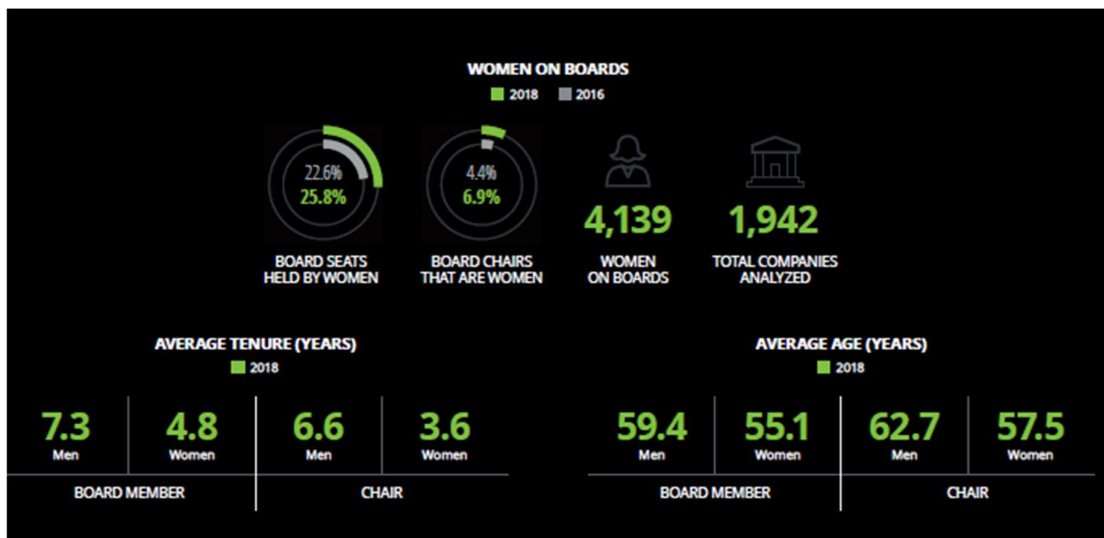 WOMEN ON BOARDS
2018 2016
22.6%
25.8%
BOARD SEATS
HELD BY WOMEN
4.4%
6.9%
BOARD CHAIRS
THAT ARE WOMEN
4,139
WOMEN
ON BOARDS
1,942
TOTAL COMPANIES
ANALYZED
AVERAGE TENURE (YEARS)
2018
7.3 4.8 6.6 3.6
Men Women Men Women
BOARD MEMBER CHAIR
AVERAGE AGE (YEARS)
2018
59.4 55.1 62.7 57.5
Men Women Men Women
BOARD MEMBER CHAIR